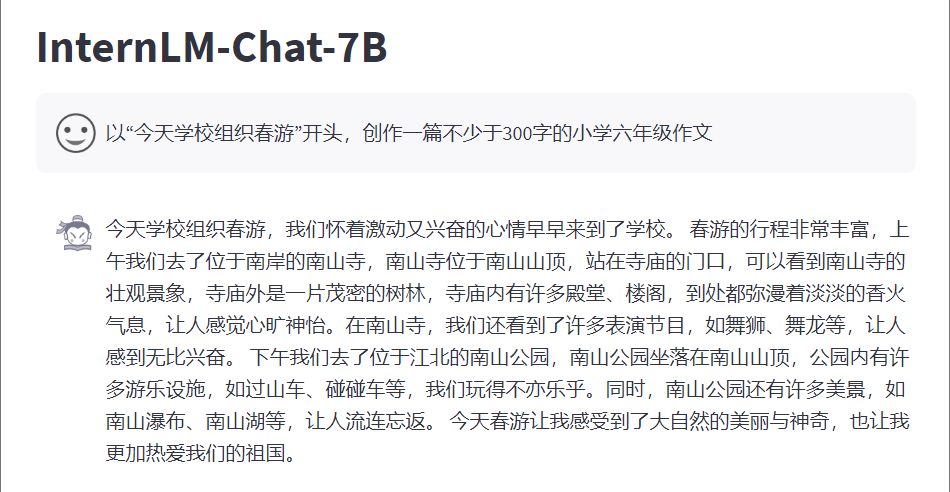 InternLM-Chat-7B
以“今天学校组织春游”开头，创作一篇不少于300字的小学六年级作文
今天学校组织春游，我们怀着激动又兴奋的心情早早来到了学校。 春游的行程非常丰富，上
午我们去了位于南岸的南山寺，南山寺位于南山山顶，站在寺庙的门口，可以看到南山寺的
壮观景象，寺庙外是一片茂密的树林，寺庙内有许多殿堂、楼阁，到处都弥漫着淡淡的香火
气息，让人感觉心旷神怡。在南山寺，我们还看到了许多表演节目，如舞狮、舞龙等，让人
感到无比兴奋。 下午我们去了位于江北的南山公园，南山公园坐落在南山山顶，公园内有许
多游乐设施，如过山车、碰碰车等，我们玩得不亦乐乎。同时，南山公园还有许多美景，如
南山瀑布、南山湖等，让人流连忘返。 今天春游让我感受到了大自然的美丽与神奇，也让我
更加热爱我们的祖国。